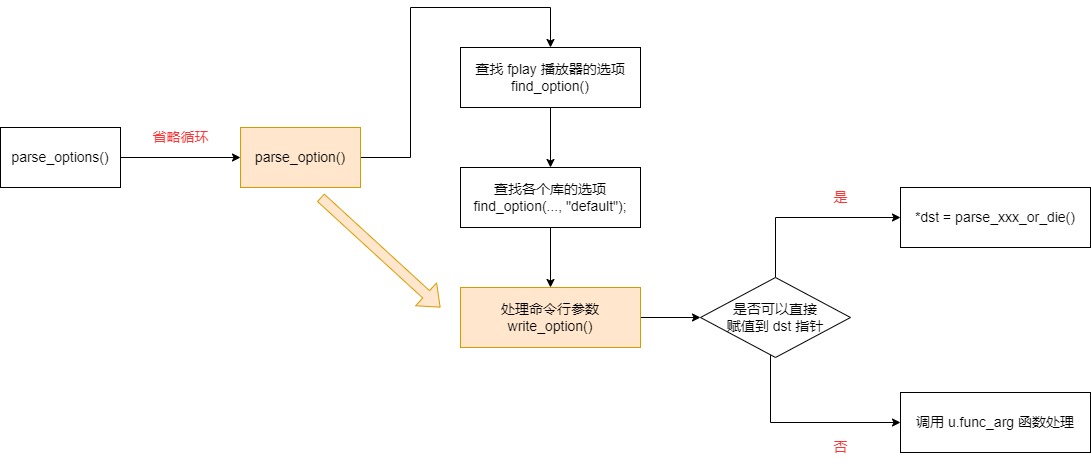 parse_options()
省略循环
parse_option()
查找 fplay 播放器的选项
find_option()
查找各个库的选项
find_option(..., "default");
处理命令行参数
write_option()
是否可以直接
赋值到 dst 指针
是
*dst = parse_xxx_or_die()
否
调用 u.func_arg 函数处理